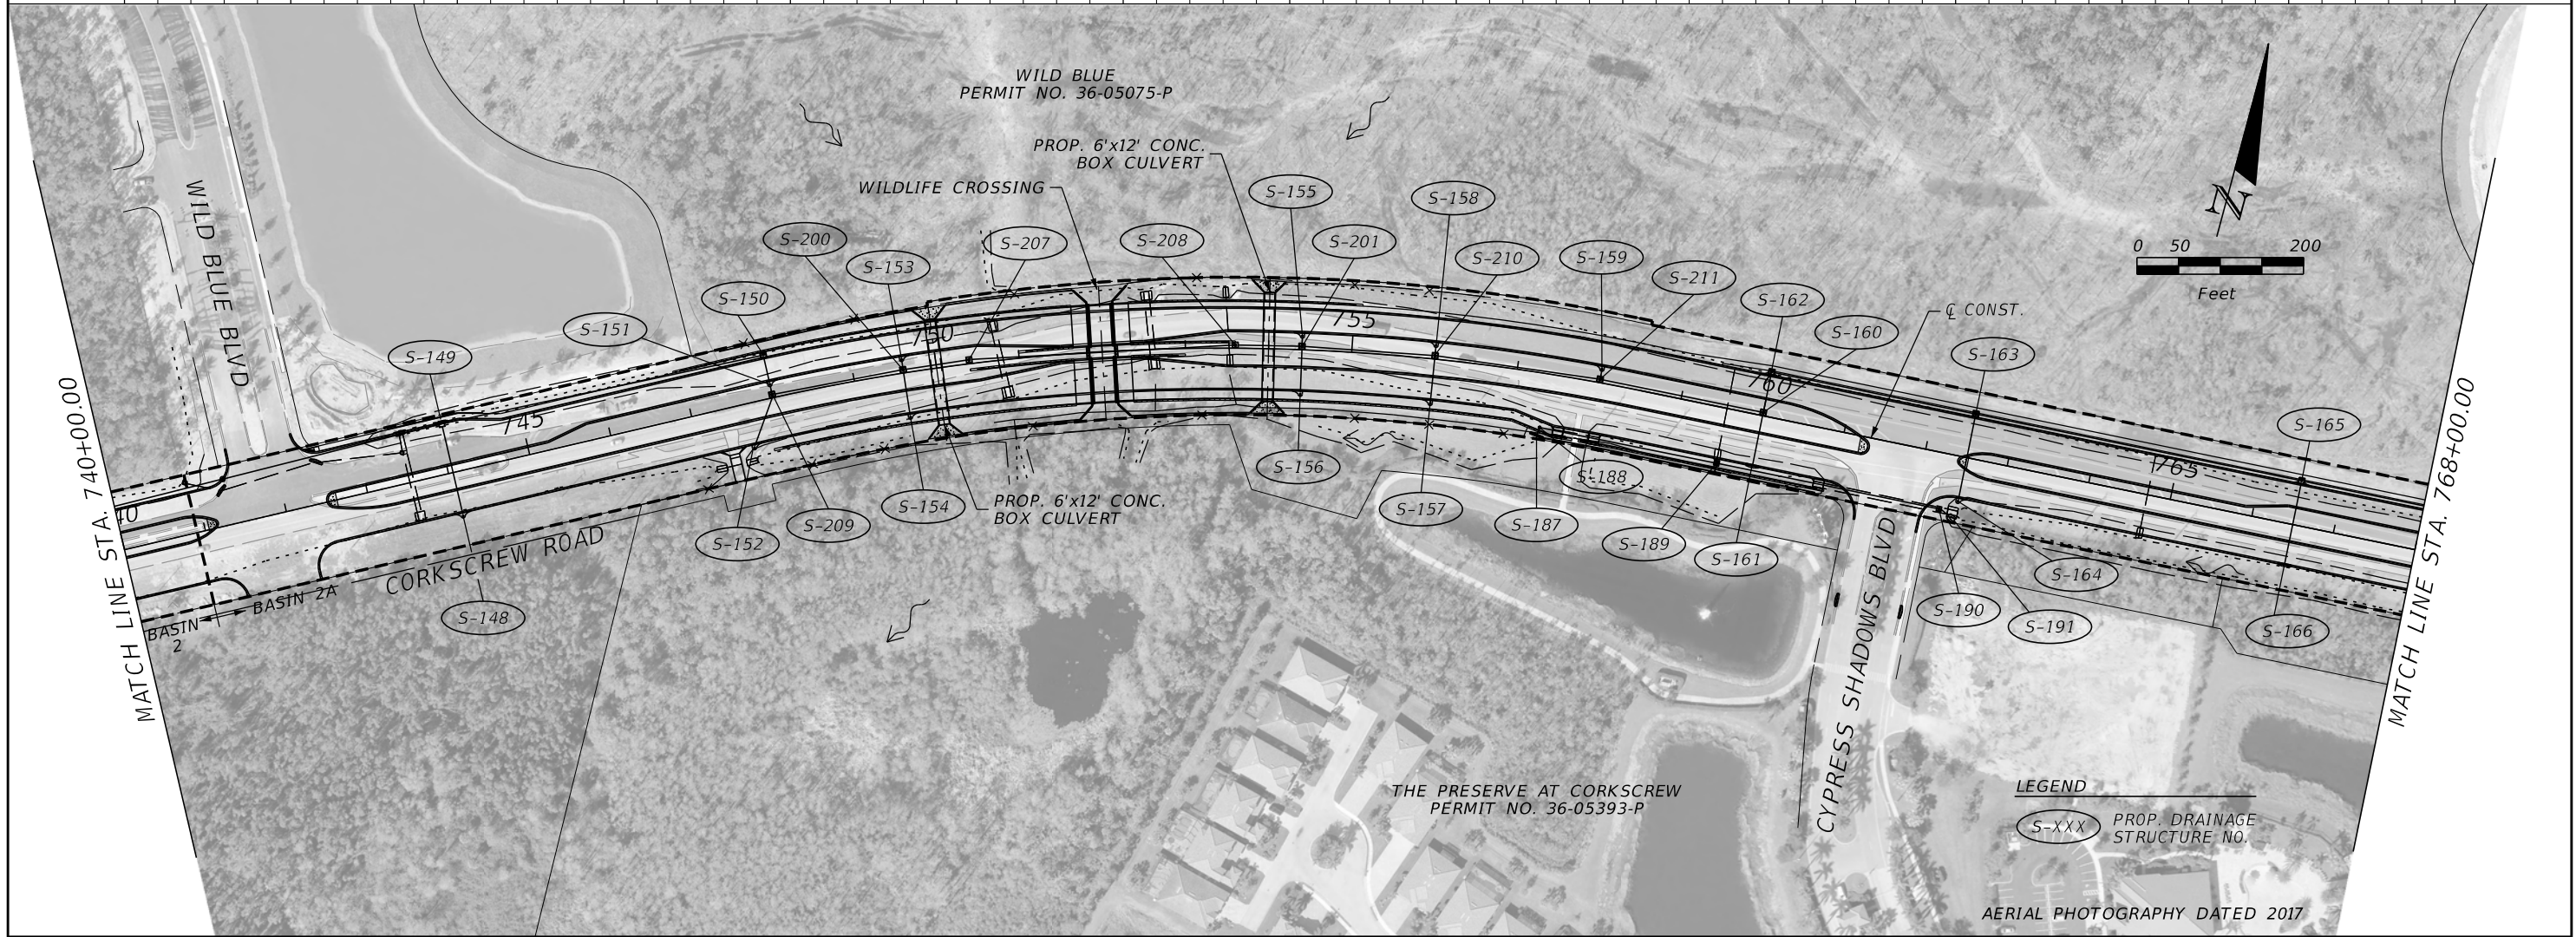 WILD BLUE
PERMIT NO. 36-05075-P
PROP. 6'x12' CONC.
BOX CULVERT
WILDLIFE CROSSING
S-155
S-158
S-200
S-153
S-207
S-208
S-201
S-210
S-159
S-211
S-150
S-151
S-149
S-162
S-160
S-163
S-165
℄ CONST.
N
0 50 200
Feet
WILD BLUE BLVD
MATCH LINE STA. 740+00.00
MATCH LINE STA. 768+00.00
40
745
750
755
760
765
S-148
S-152
S-209
S-154
PROP. 6'x12' CONC.
BOX CULVERT
S-156
S-157
S-187
S-188
S-189
S-161
S-164
S-190
S-191
S-166
CORKSCREW ROAD
BASIN 2A
BASIN
2
CYPRESS SHADOWS BLVD
THE PRESERVE AT CORKSCREW
PERMIT NO. 36-05393-P
LEGEND
S-XXX
PROP. DRAINAGE
STRUCTURE NO.
AERIAL PHOTOGRAPHY DATED 2017